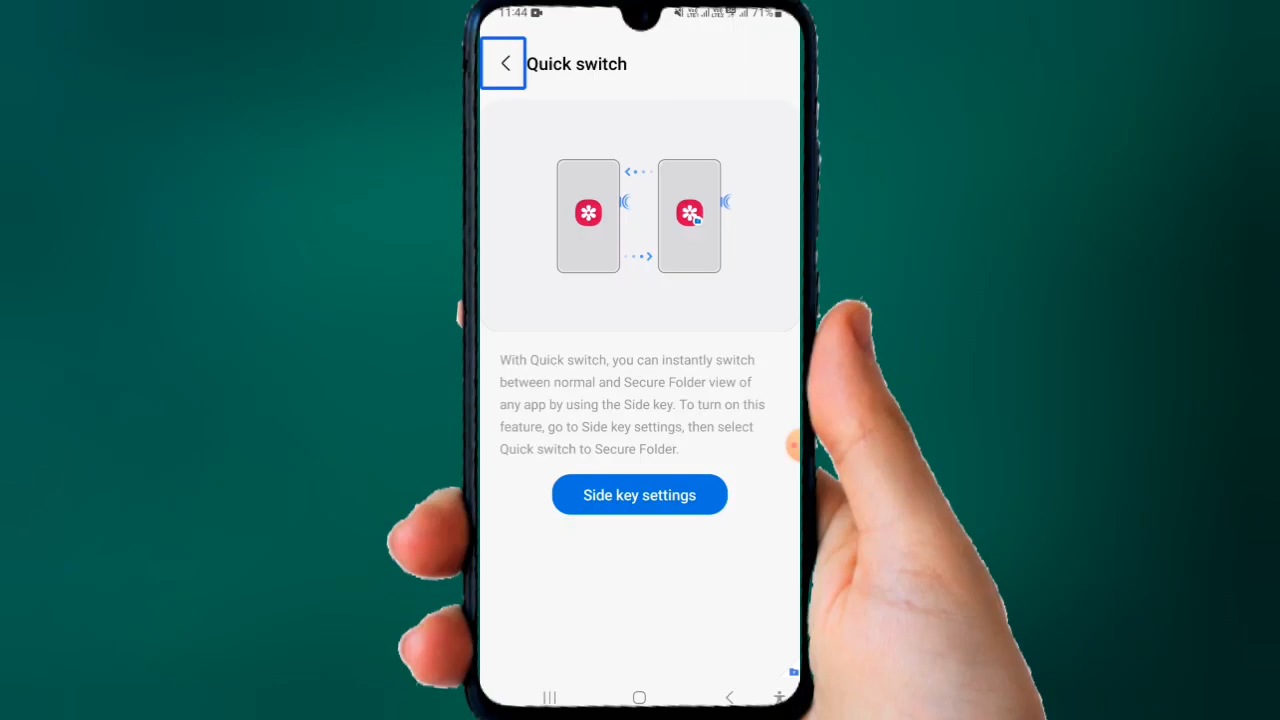 11:44
71%
Quick switch
With Quick switch, you can instantly switch
between normal and Secure Folder view of
any app by using the Side key. To turn on this
feature, go to Side key settings, then select
Quick switch to Secure Folder.
Side key settings